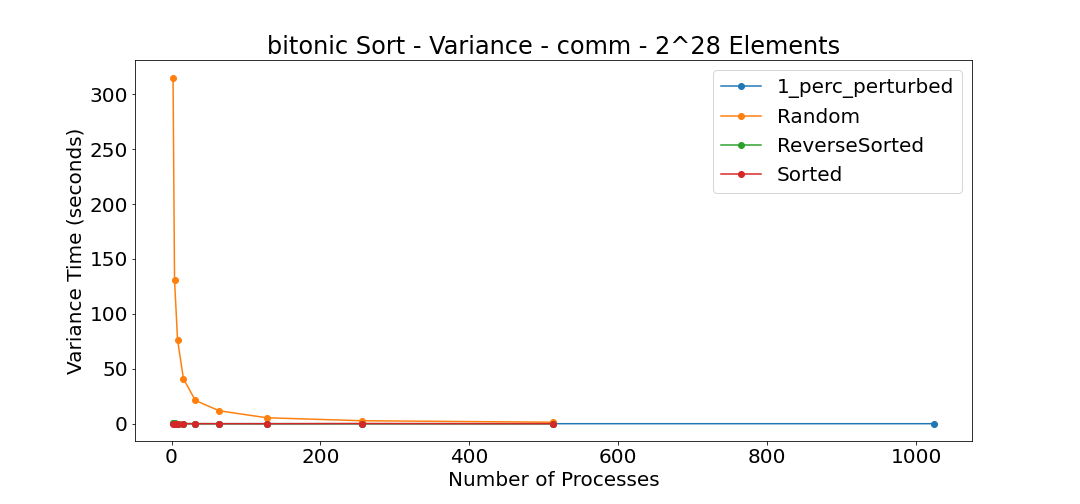 bitonic Sort - Variance - comm - 2^28 Elements
Variance Time (seconds)
300
250
200
150
100
50
0
1_perc_perturbed
Random
ReverseSorted
Sorted
0 200 400 600 800 1000
Number of Processes